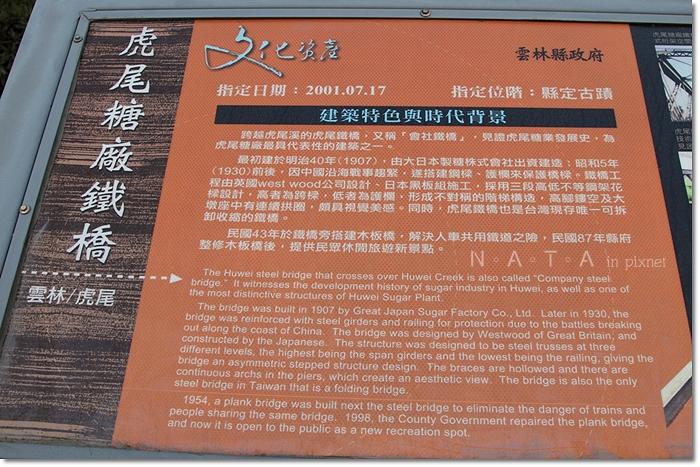 虎尾糖廠鐵橋
雲林/虎尾
文化資產
雲林縣政府
指定日期：2001.07.17
指定位階：縣定古蹟
建築特色與時代背景
跨越虎尾溪的虎尾鐵橋，又稱「會社鐵橋」，見證虎尾糖業發展史，為
虎尾糖廠最具代表性的建築之一。
最初建於明治40年(1907)，由大日本製糖株式會社出資建造；昭和5年
(1930)前後，因中國沿海戰事趨緊，遂搭建鋼樑、護欄來保護橋樑。鐵橋工
程由英國west wood公司設計、日本黑板組施工，採用三段高低不等鋼架花
樑設計，高者為跨樑，低者為護欄，形成不對稱的階梯構造，高腳鏤空及大
墩座中有連續拱圈，頗具視覺美感。同時，虎尾鐵橋也是台灣現存唯一可拆
卸收縮的鐵橋。
民國43年於鐵橋旁搭建木板橋，解決人車共用鐵道之險，民國87年縣府
整修木板橋後，提供民眾休閒旅遊新景點。
N·A·T·A in pixnet
The Huwei steel bridge that crosses over Huwei Creek is also called "Company steel
bridge." It witnesses the development history of sugar industry in Huwei, as well as one of
the most distinctive structures of Huwei Sugar Plant.
The bridge was built in 1907 by Great Japan Sugar Factory Co., Ltd. Later in 1930, the
bridge was reinforced with steel girders and railing for protection due to the battles breaking
out along the coast of China. The bridge was designed by Westwood of Great Britain, and
constructed by the Japanese. The structure was designed to be steel trusses at three
different levels, the highest being the span girders and the lowest being the railing, giving the
bridge an asymmetric stepped structure design. The braces are hollowed and there are
continuous archs in the piers, which create an aesthetic view. The bridge is also the only
steel bridge in Taiwan that is a folding bridge.
1954, a plank bridge was built next the steel bridge to eliminate the danger of trains and
people sharing the same bridge. 1998, the County Government repaired the plank bridge,
and now it is open to the public as a new recreation spot.